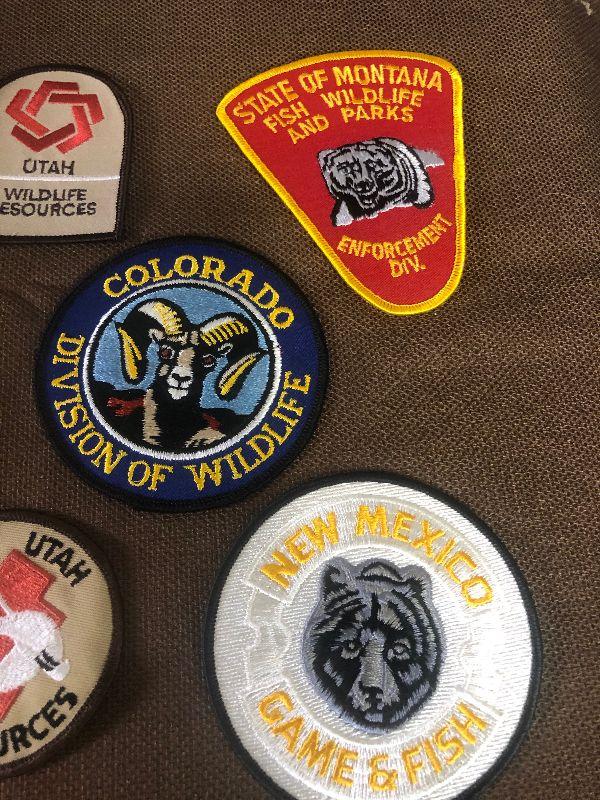 STATE OF MONTANA
FISH WILDLIFE
AND PARKS
ENFORCEMENT
DIV.
UTAH
WILDLIFE
ESOURCES
COLORADO
DIVISION OF WILDLIFE
UTAH
URCES
NEW MEXICO
GAME & FISH